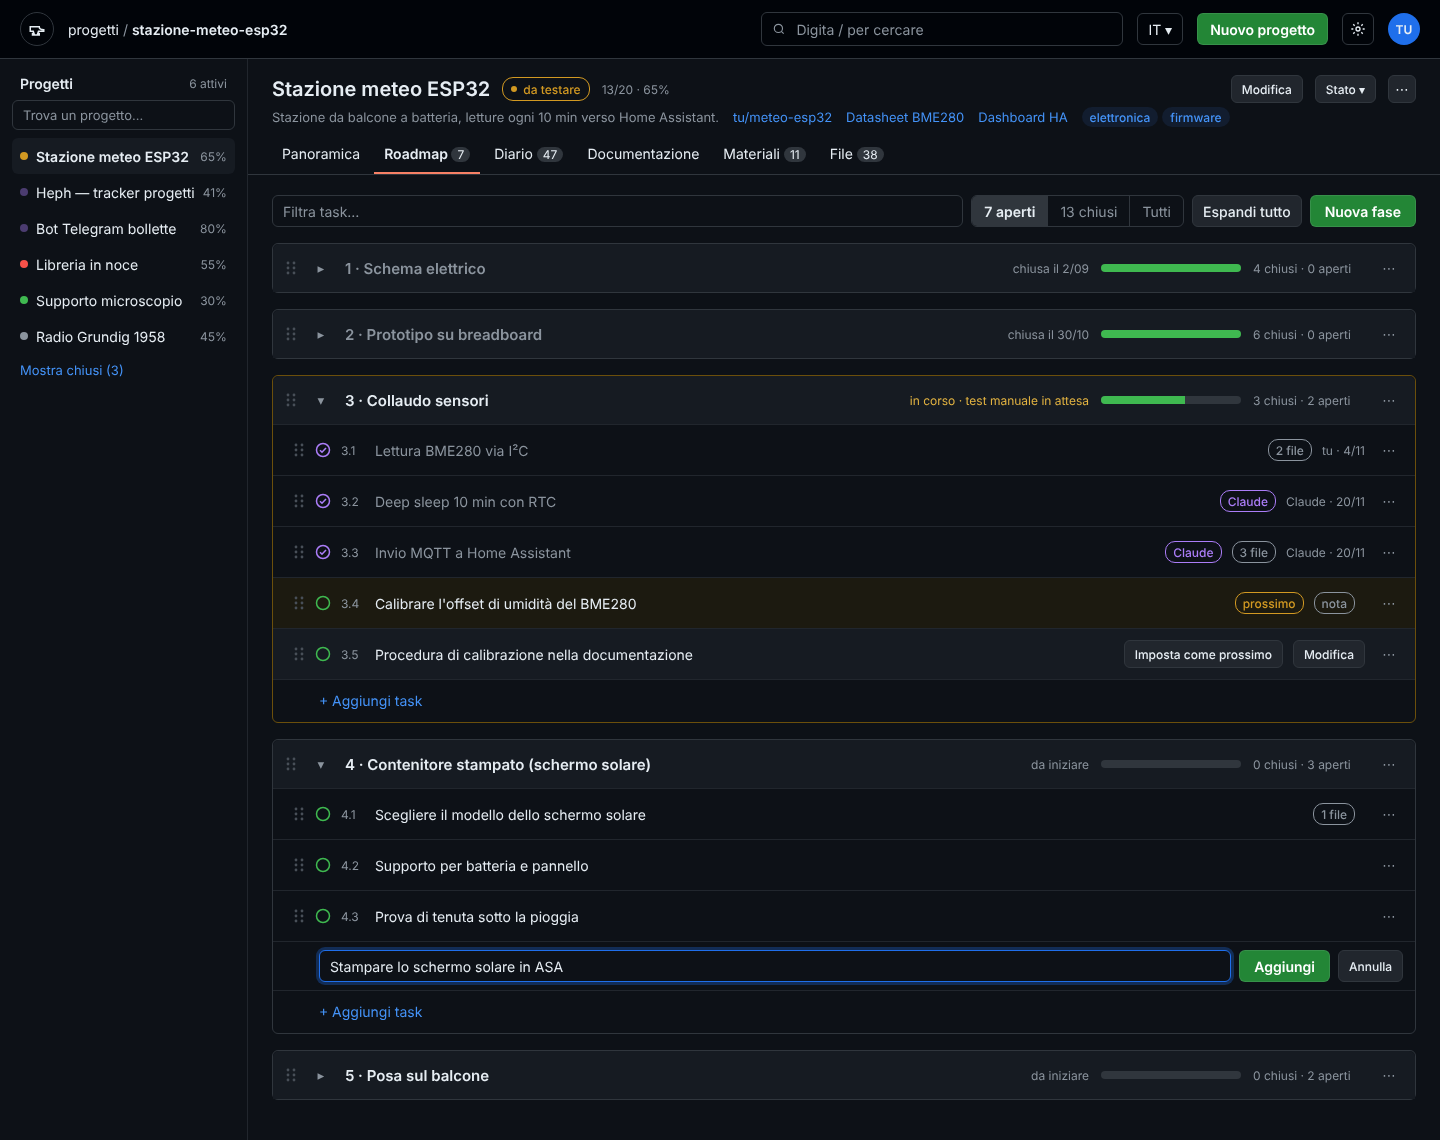 progetti / stazione-meteo-esp32
Digita / per cercare
IT ▾
Nuovo progetto
TU
Progetti
6 attivi
Trova un progetto...
Stazione meteo ESP32 65%
Heph — tracker progetti 41%
Bot Telegram bollette 80%
Libreria in noce 55%
Supporto microscopio 30%
Radio Grundig 1958 45%
Mostra chiusi (3)
Stazione meteo ESP32
da testare
13/20 · 65%
Modifica
Stato ▾
...
Stazione da balcone a batteria, letture ogni 10 min verso Home Assistant.
tu/meteo-esp32
Datasheet BME280
Dashboard HA
elettronica
firmware
Panoramica
Roadmap 7
Diario 47
Documentazione
Materiali 11
File 38
Filtra task...
7 aperti
13 chiusi
Tutti
Espandi tutto
Nuova fase
1 · Schema elettrico
chiusa il 2/09
4 chiusi · 0 aperti
...
2 · Prototipo su breadboard
chiusa il 30/10
6 chiusi · 0 aperti
...
3 · Collaudo sensori
in corso · test manuale in attesa
3 chiusi · 2 aperti
...
3.1 Lettura BME280 via I²C
2 file
tu · 4/11
...
3.2 Deep sleep 10 min con RTC
Claude
Claude · 20/11
...
3.3 Invio MQTT a Home Assistant
Claude
3 file
Claude · 20/11
...
3.4 Calibrare l'offset di umidità del BME280
prossimo
nota
...
3.5 Procedura di calibrazione nella documentazione
Imposta come prossimo
Modifica
...
+ Aggiungi task
4 · Contenitore stampato (schermo solare)
da iniziare
0 chiusi · 3 aperti
...
4.1 Scegliere il modello dello schermo solare
1 file
...
4.2 Supporto per batteria e pannello
...
4.3 Prova di tenuta sotto la pioggia
...
Stampare lo schermo solare in ASA
Aggiungi
Annulla
+ Aggiungi task
5 · Posa sul balcone
da iniziare
0 chiusi · 2 aperti
...